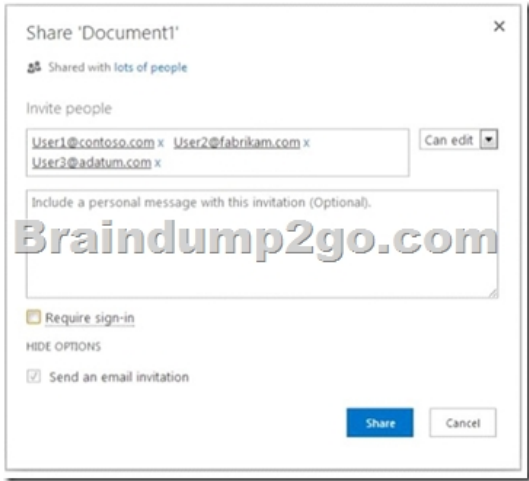 Share 'Document1'
Shared with lots of people
Invite people
User1@contoso.com x User2@fabrikam.com x
User3@adatum.com x
Can edit
Include a personal message with this invitation (Optional).
Braindump2go.com
Require sign-in
HIDE OPTIONS
Send an email invitation
Share Cancel